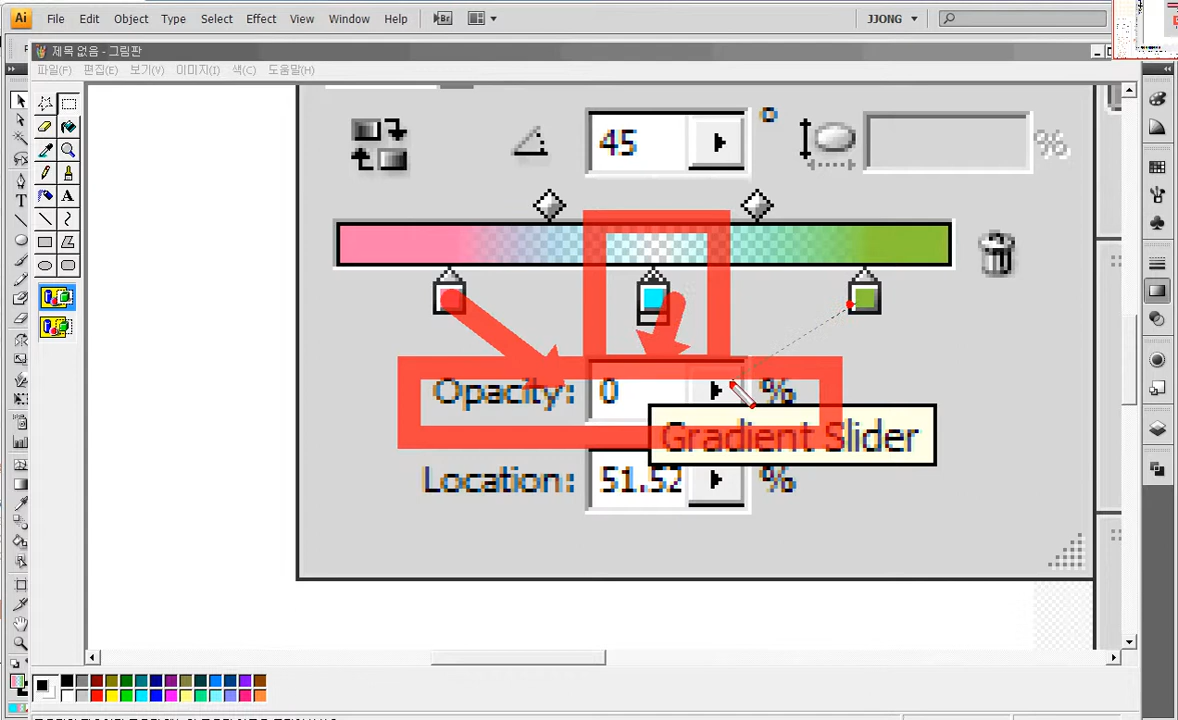 Ai File Edit Object Type Select Effect View Window Help Br JJONG
제목 없음 - 그림판
파일(F) 편집(E) 보기(V) 이미지(I) 색(C) 도움말(H)
45 ° %
Opacity: 0 %
Gradient Slider
Location: 51.52 %